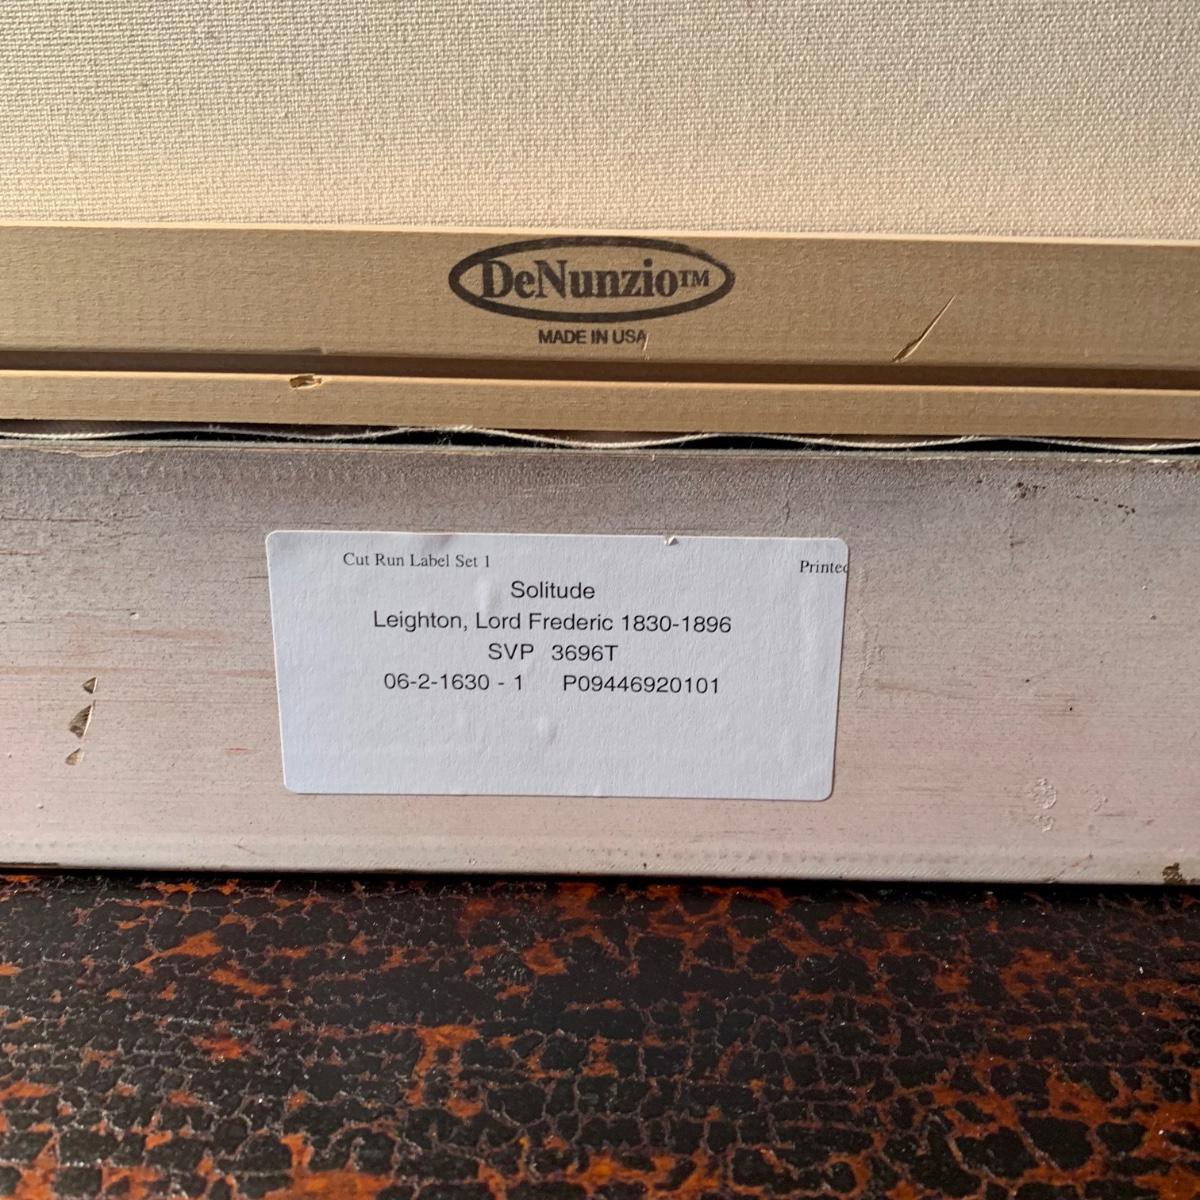 DeNunzio™
MADE IN USA
Cut Run Label Set 1 Printed
Solitude
Leighton, Lord Frederic 1830-1896
SVP 3696T
06-2-1630 - 1 P09446920101